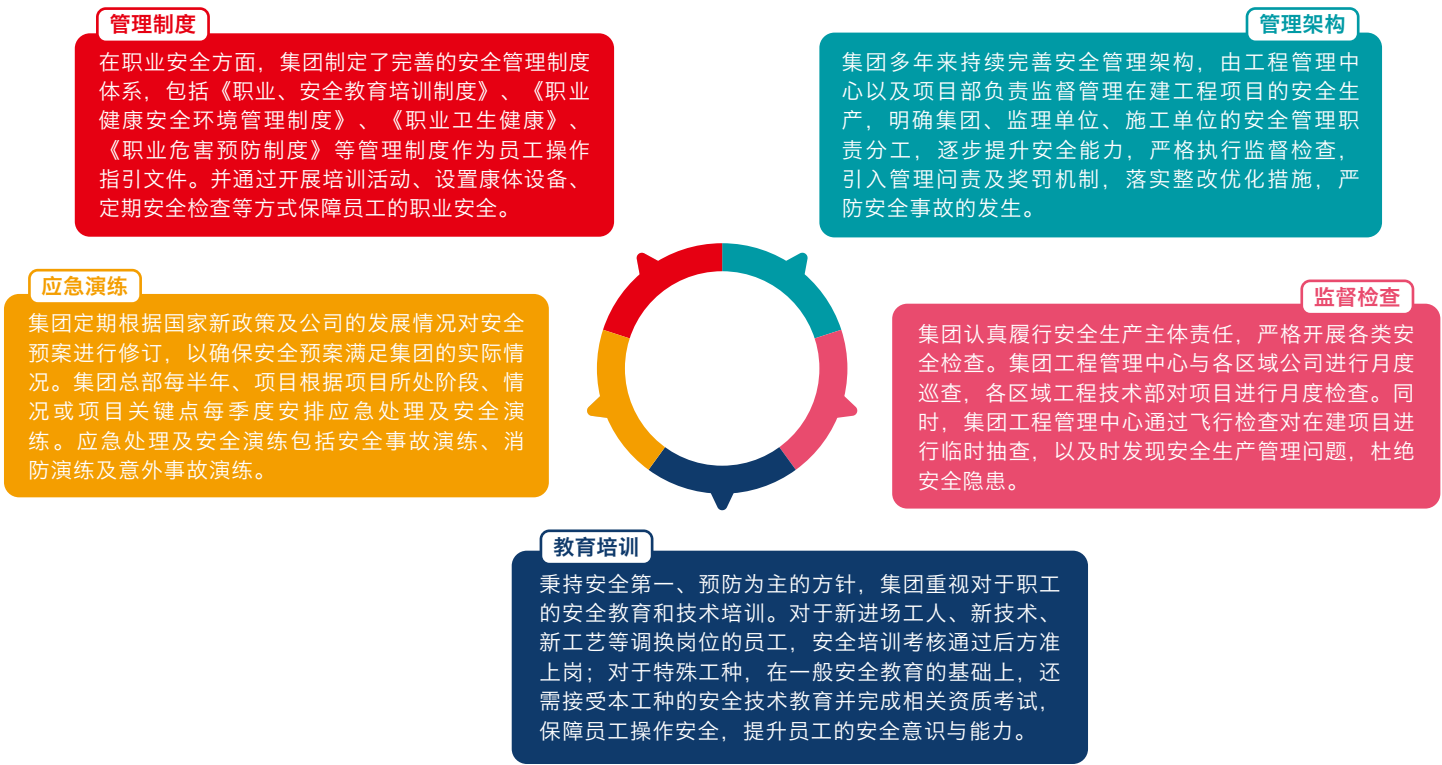 管理制度
在职业安全方面，集团制定了完善的安全管理制度
体系，包括《职业、安全教育培训制度》、《职业
健康安全环境管理制度》、《职业卫生健康》、
《职业危害预防制度》等管理制度作为员工操作
指引文件。并通过开展培训活动、设置康体设备、
定期安全检查等方式保障员工的职业安全。
管理架构
集团多年来持续完善安全管理架构，由工程管理中
心以及项目部负责监督管理在建工程项目的安全生
产，明确集团、监理单位、施工单位的安全管理职
责分工，逐步提升安全能力，严格执行监督检查，
引入管理问责及奖罚机制，落实整改优化措施，严
防安全事故的发生。
应急演练
集团定期根据国家新政策及公司的发展情况对安全
预案进行修订，以确保安全预案满足集团的实际情
况。集团总部每半年、项目根据项目所处阶段、情
况或项目关键点每季度安排应急处理及安全演
练。应急处理及安全演练包括安全事故演练、消
防演练及意外事故演练。
监督检查
集团认真履行安全生产主体责任，严格开展各类安
全检查。集团工程管理中心与各区域公司进行月度
巡查，各区域工程技术部对项目进行月度检查。同
时，集团工程管理中心通过飞行检查对在建项目进
行临时抽查，以及时发现安全生产管理问题，杜绝
安全隐患。
教育培训
秉持安全第一、预防为主的方针，集团重视对于职工
的安全教育和技术培训。对于新进场工人、新技术、
新工艺等调换岗位的员工，安全培训考核通过后方准
上岗；对于特殊工种，在一般安全教育的基础上，还
需接受本工种的安全技术教育并完成相关资质考试，
保障员工操作安全，提升员工的安全意识与能力。